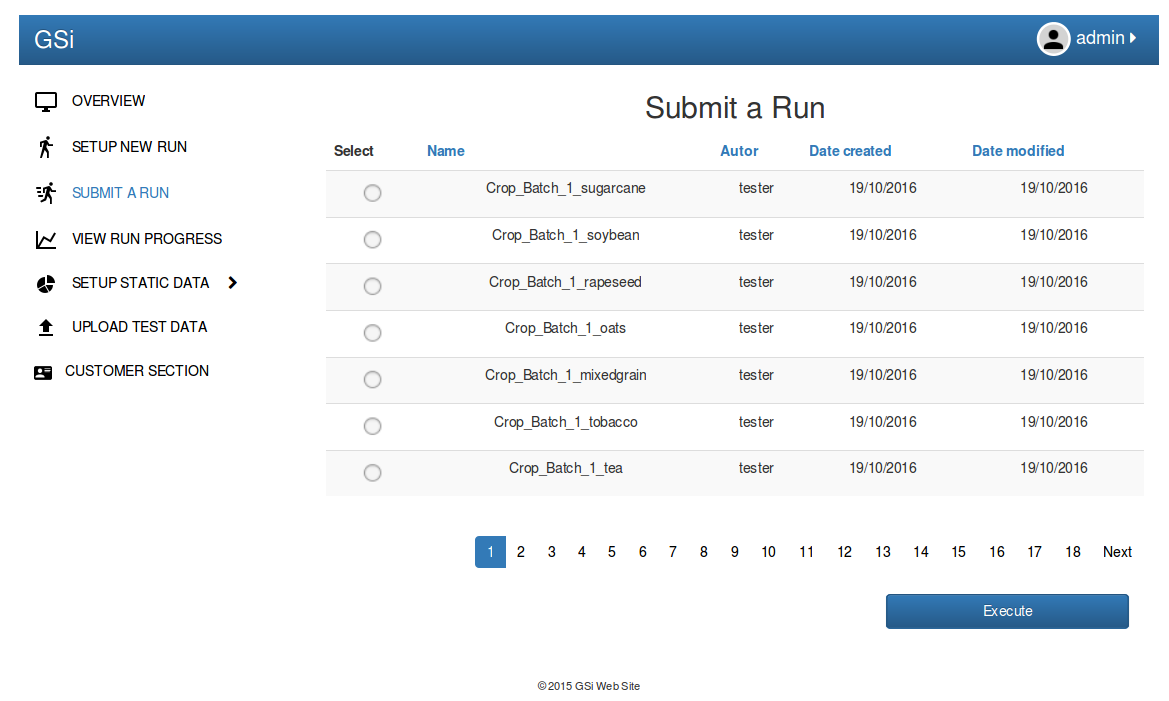 GSi
admin
OVERVIEW
SETUP NEW RUN
SUBMIT A RUN
VIEW RUN PROGRESS
SETUP STATIC DATA
UPLOAD TEST DATA
CUSTOMER SECTION
Submit a Run
Select Name Autor Date created Date modified
Crop_Batch_1_sugarcane tester 19/10/2016 19/10/2016
Crop_Batch_1_soybean tester 19/10/2016 19/10/2016
Crop_Batch_1_rapeseed tester 19/10/2016 19/10/2016
Crop_Batch_1_oats tester 19/10/2016 19/10/2016
Crop_Batch_1_mixedgrain tester 19/10/2016 19/10/2016
Crop_Batch_1_tobacco tester 19/10/2016 19/10/2016
Crop_Batch_1_tea tester 19/10/2016 19/10/2016
1 2 3 4 5 6 7 8 9 10 11 12 13 14 15 16 17 18 Next
Execute
©2015 GSi Web Site